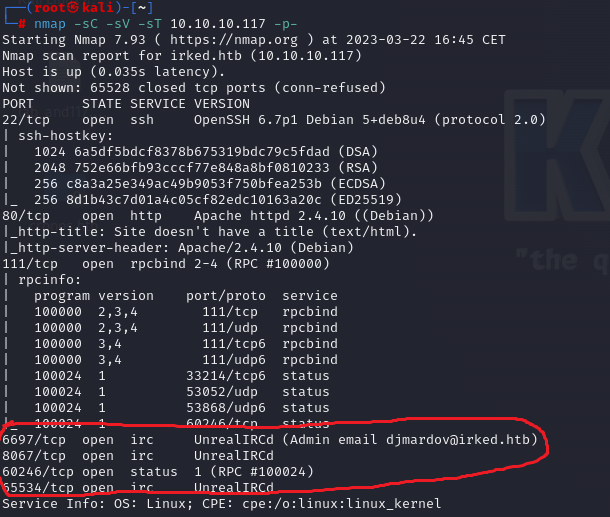 ┌──(root㉿kali)-[~]
└─# nmap -sC -sV -sT 10.10.10.117 -p-
Starting Nmap 7.93 ( https://nmap.org ) at 2023-03-22 16:45 CET
Nmap scan report for irked.htb (10.10.10.117)
Host is up (0.035s latency).
Not shown: 65528 closed tcp ports (conn-refused)
PORT      STATE SERVICE VERSION
22/tcp    open  ssh     OpenSSH 6.7p1 Debian 5+deb8u4 (protocol 2.0)
| ssh-hostkey:
|   1024 6a5df5bdcf8378b675319bdc79c5fdad (DSA)
|   2048 752e66bfb93cccf77e848a8bf0810233 (RSA)
|   256 c8a3a25e349ac49b9053f750bfea253b (ECDSA)
|_  256 8d1b43c7d01a4c05cf82edc10163a20c (ED25519)
80/tcp    open  http    Apache httpd 2.4.10 ((Debian))
|_http-title: Site doesn't have a title (text/html).
|_http-server-header: Apache/2.4.10 (Debian)
111/tcp   open  rpcbind 2-4 (RPC #100000)
| rpcinfo:
|   program version    port/proto  service
|   100000  2,3,4        111/tcp   rpcbind
|   100000  2,3,4        111/udp   rpcbind
|   100000  3,4          111/tcp6  rpcbind
|   100000  3,4          111/udp6  rpcbind
|   100024  1          33214/tcp6  status
|   100024  1          53052/udp   status
|   100024  1          53868/udp6  status
|_  100024  1          60246/tcp   status
6697/tcp  open  irc     UnrealIRCd (Admin email djmardov@irked.htb)
8067/tcp  open  irc     UnrealIRCd
60246/tcp open  status  1 (RPC #100024)
65534/tcp open  irc     UnrealIRCd
Service Info: OS: Linux; CPE: cpe:/o:linux:linux_kernel
K
"the q